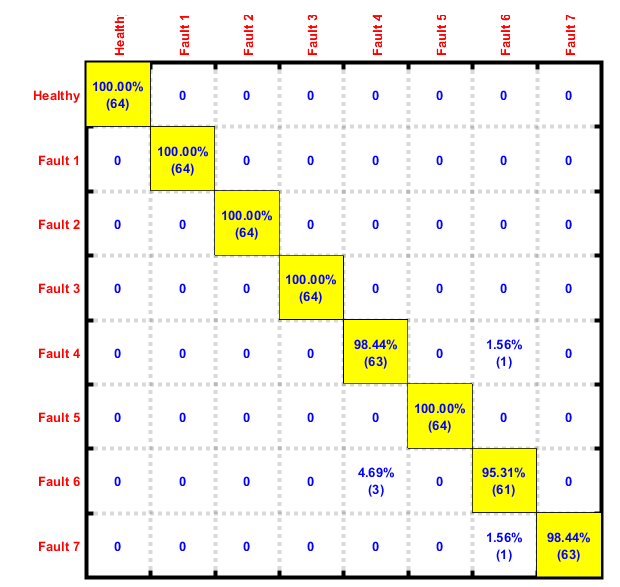 Healthy Fault 1 Fault 2 Fault 3 Fault 4 Fault 5 Fault 6 Fault 7
Healthy 100.00% (64) 0 0 0 0 0 0 0
Fault 1 0 100.00% (64) 0 0 0 0 0 0
Fault 2 0 0 100.00% (64) 0 0 0 0 0
Fault 3 0 0 0 100.00% (64) 0 0 0 0
Fault 4 0 0 0 0 98.44% (63) 0 1.56% (1) 0
Fault 5 0 0 0 0 0 100.00% (64) 0 0
Fault 6 0 0 0 0 4.69% (3) 0 95.31% (61) 0
Fault 7 0 0 0 0 0 0 1.56% (1) 98.44% (63)